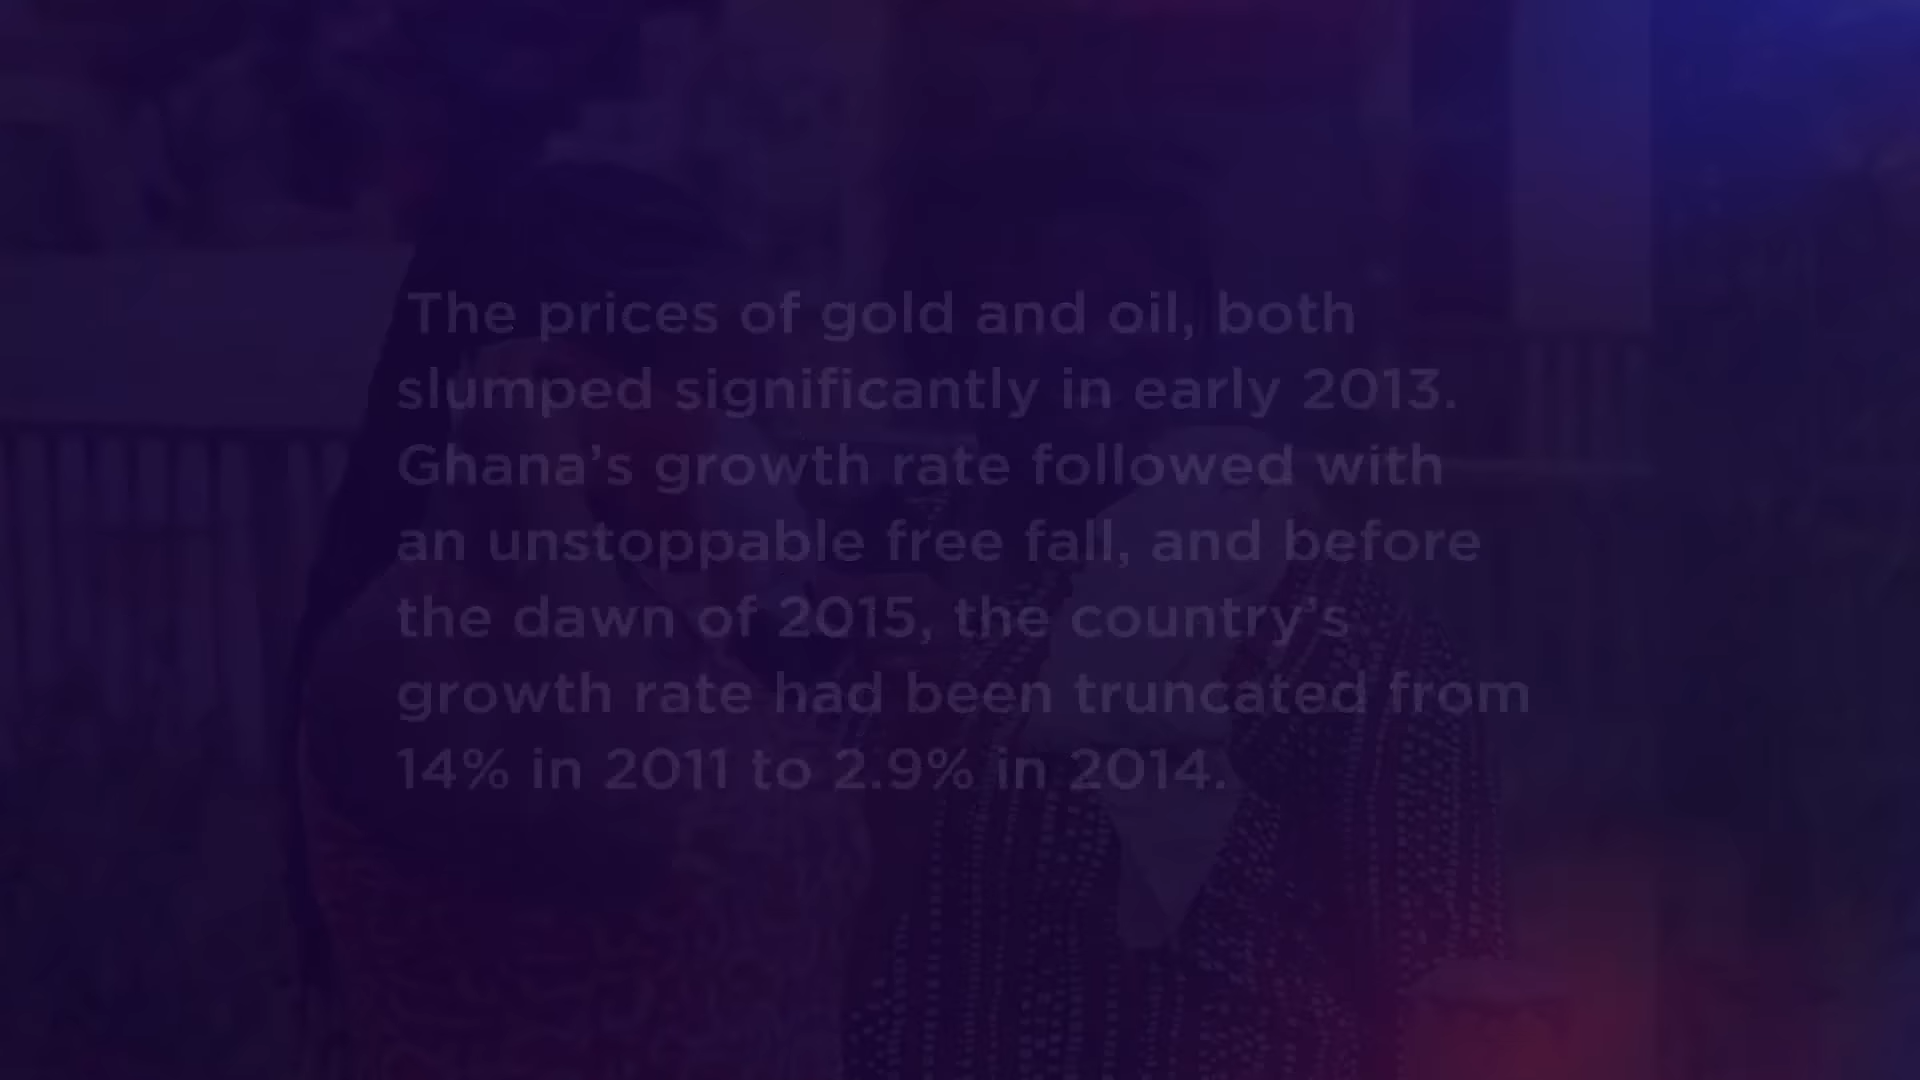 The prices of gold and oil, both
slumped significantly in early 2013.
Ghana’s growth rate followed with
an unstoppable free fall, and before
the dawn of 2015, the country’s
growth rate had been truncated from
14% in 2011 to 2.9% in 2014.